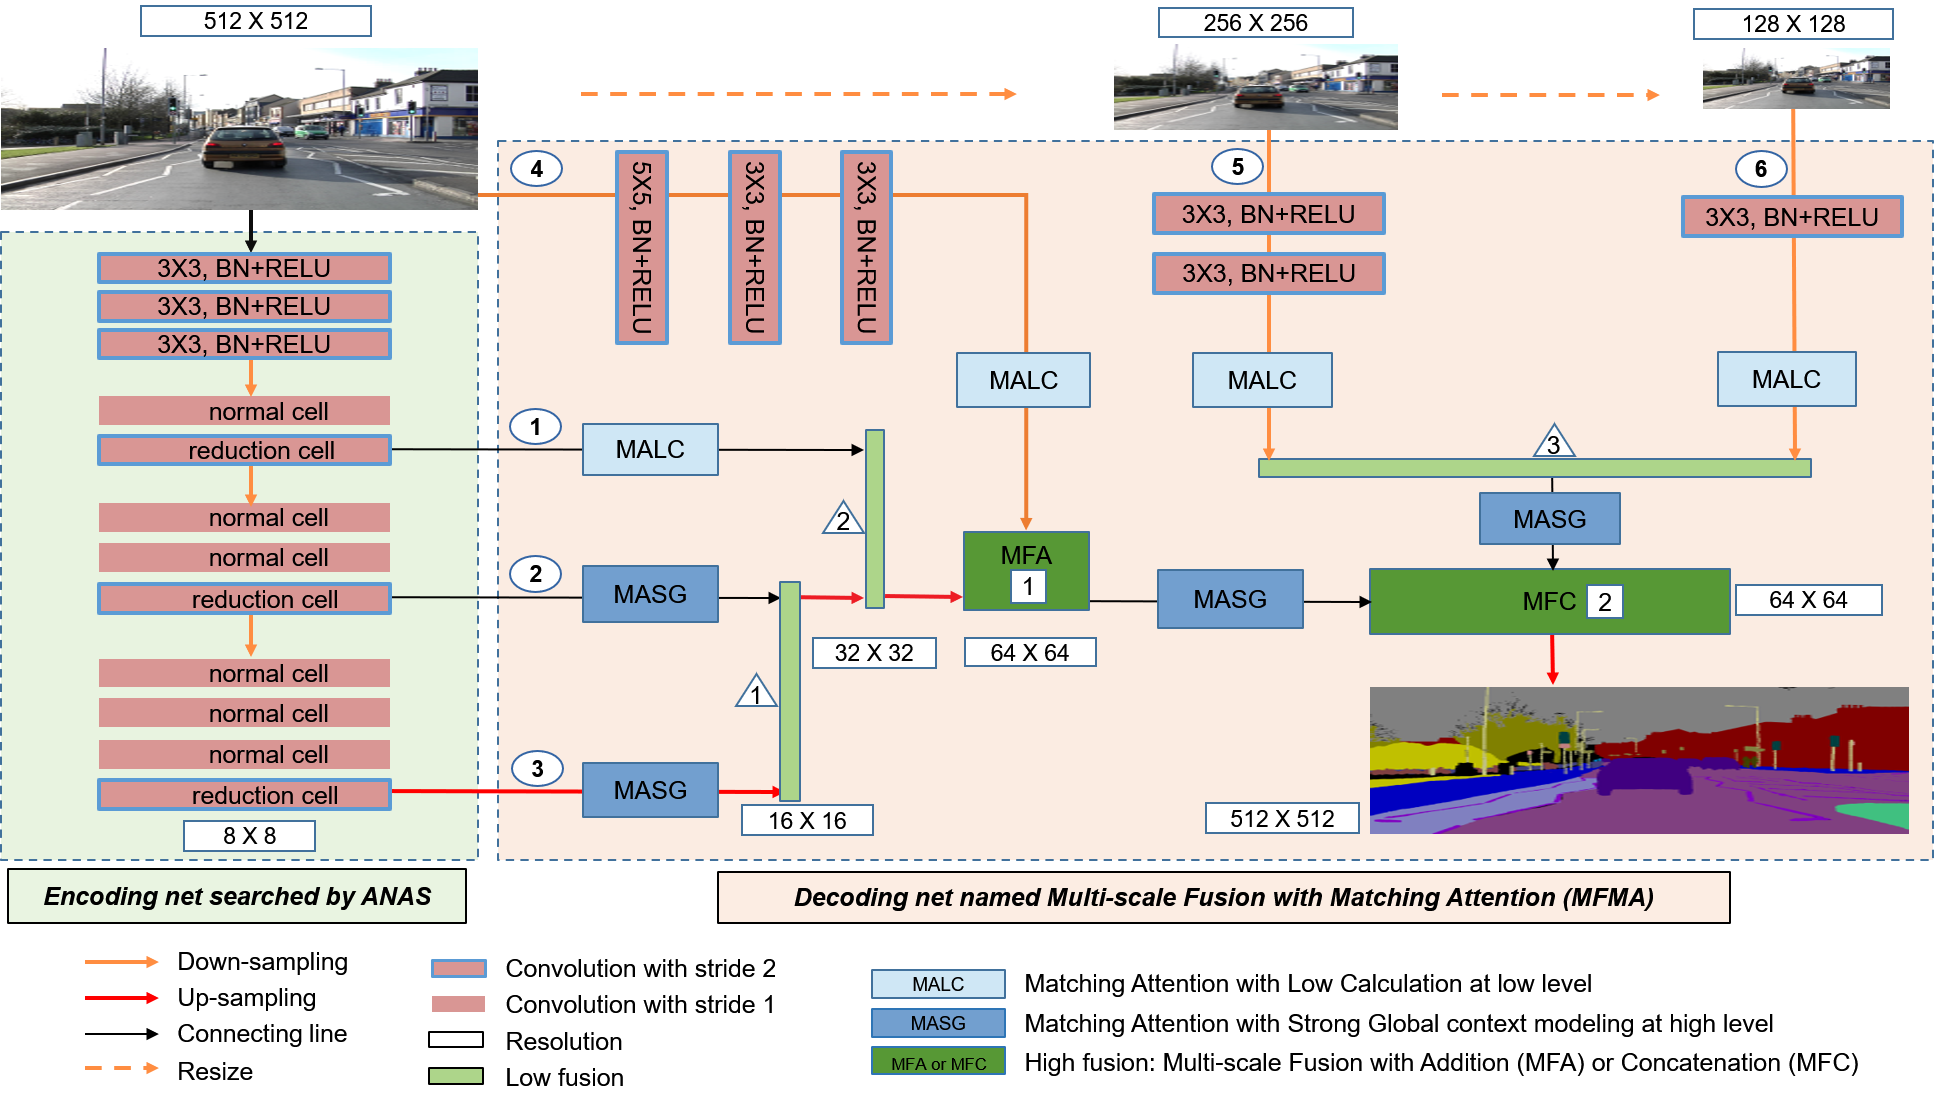 512 X 512
256 X 256
128 X 128
4
5X5, BN+RELU
3X3, BN+RELU
3X3, BN+RELU
5
3X3, BN+RELU
3X3, BN+RELU
6
3X3, BN+RELU
3X3, BN+RELU
3X3, BN+RELU
3X3, BN+RELU
normal cell
reduction cell
normal cell
normal cell
reduction cell
normal cell
normal cell
normal cell
reduction cell
8 X 8
MALC
MALC
MALC
1
MALC
2
MASG
3
MASG
2
1
3
MASG
MFA
1
MASG
MFC 2
64 X 64
32 X 32
64 X 64
16 X 16
512 X 512
Encoding net searched by ANAS
Decoding net named Multi-scale Fusion with Matching Attention (MFMA)
Down-sampling
Up-sampling
Connecting line
Resize
Convolution with stride 2
Convolution with stride 1
Resolution
Low fusion
MALC Matching Attention with Low Calculation at low level
MASG Matching Attention with Strong Global context modeling at high level
MFA or MFC High fusion: Multi-scale Fusion with Addition (MFA) or Concatenation (MFC)